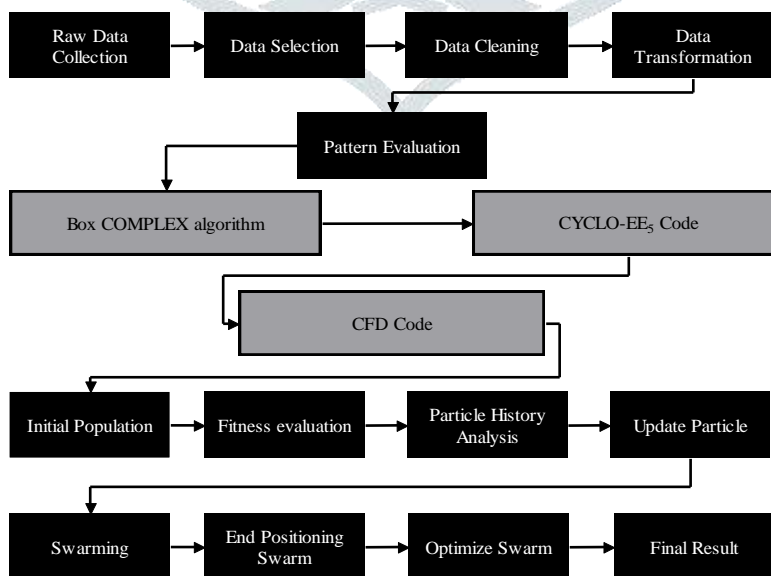 Raw Data
Collection
Data Selection
Data Cleaning
Data
Transformation
Pattern Evaluation
Box COMPLEX algorithm
CYCLO-EE₅ Code
CFD Code
Initial Population
Fitness evaluation
Particle History
Analysis
Update Particle
Swarming
End Positioning
Swarm
Optimize Swarm
Final Result